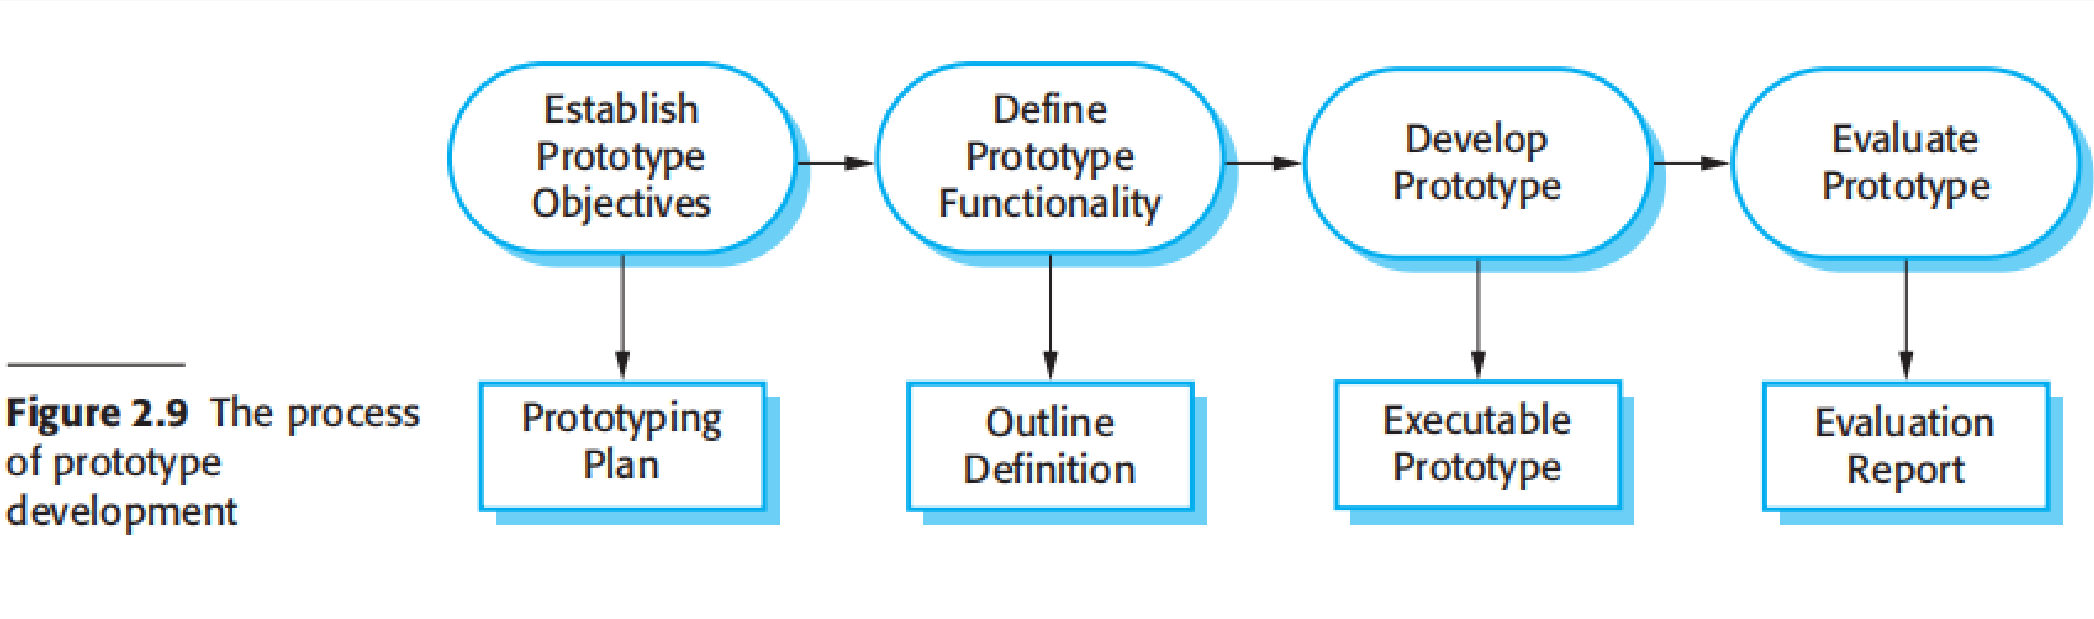 Establish
Prototype
Objectives
Define
Prototype
Functionality
Develop
Prototype
Evaluate
Prototype
Prototyping
Plan
Outline
Definition
Executable
Prototype
Evaluation
Report
Figure 2.9 The process
of prototype
development